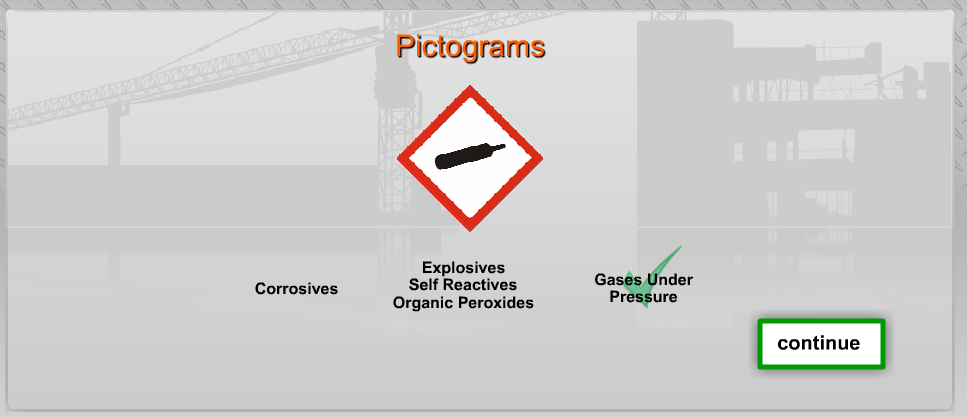 Pictograms
Corrosives
Explosives
Self Reactives
Organic Peroxides
Gases Under
Pressure
continue